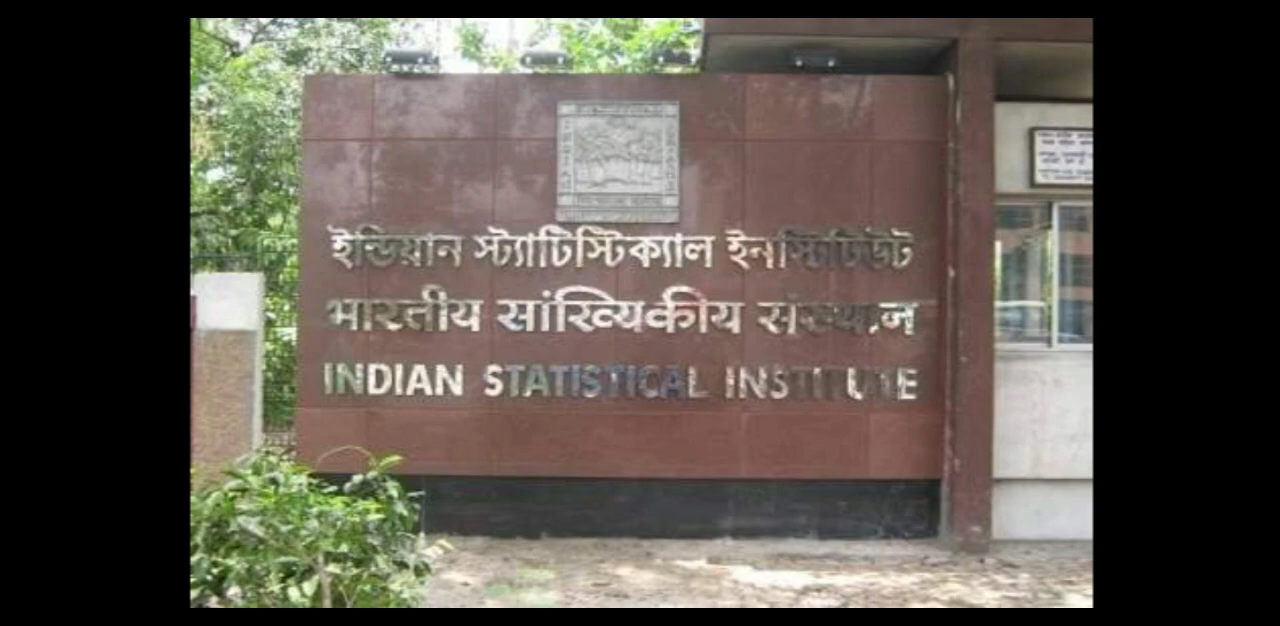 ইন্ডিয়ান স্ট্যাটিস্টিক্যাল ইনস্টিটিউট
भारतीय सांख्यिकीय संस्थान
INDIAN STATISTICAL INSTITUTE